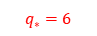 q* = 6